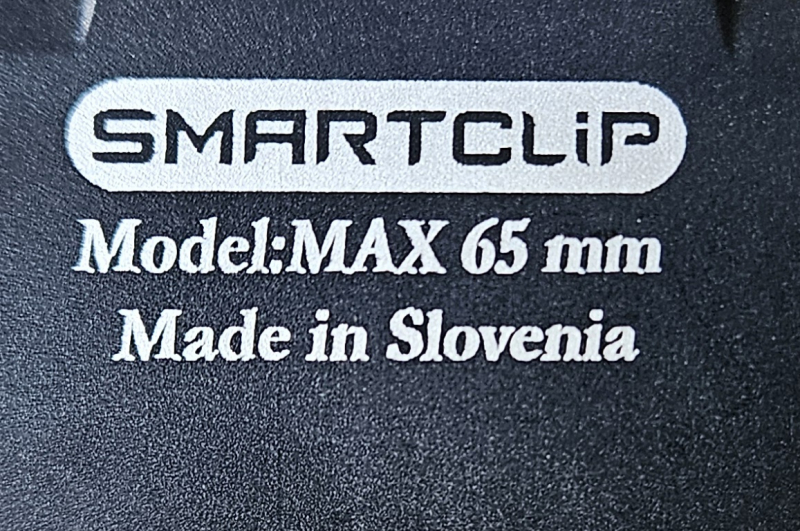 SMARTCLiP
Model:MAX 65 mm
Made in Slovenia